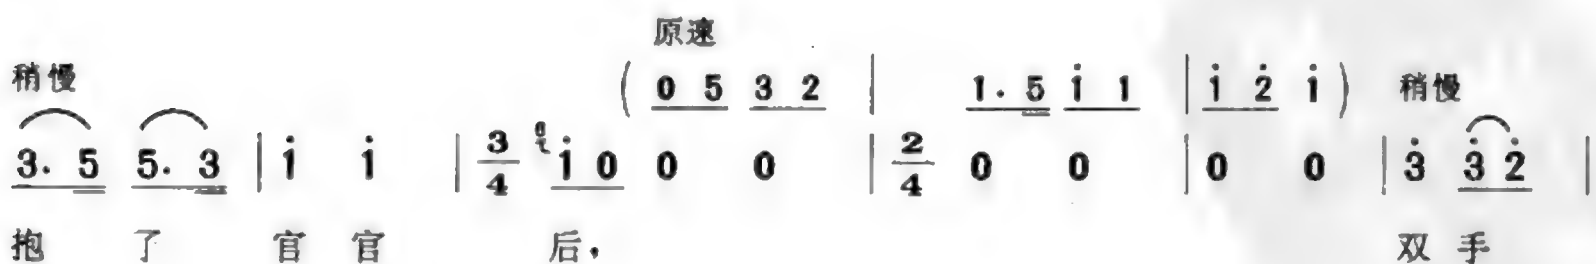 原速
稍慢 ( 0 5 3 2 | 1. 5 i 1 | i 2 i ) 稍慢
3. 5 5. 3 | i i | 3/4 i 0 0 0 | 2/4 0 0 | 0 0 | 3 3 2 |
抱 了 官 官 后， 双 手